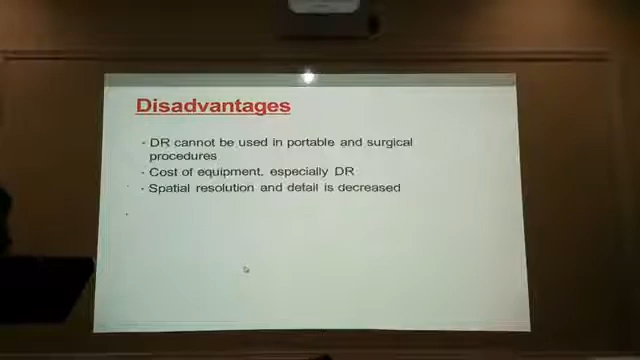 Disadvantages
- DR cannot be used in portable and surgical
procedures
- Cost of equipment, especially DR
- Spatial resolution and detail is decreased